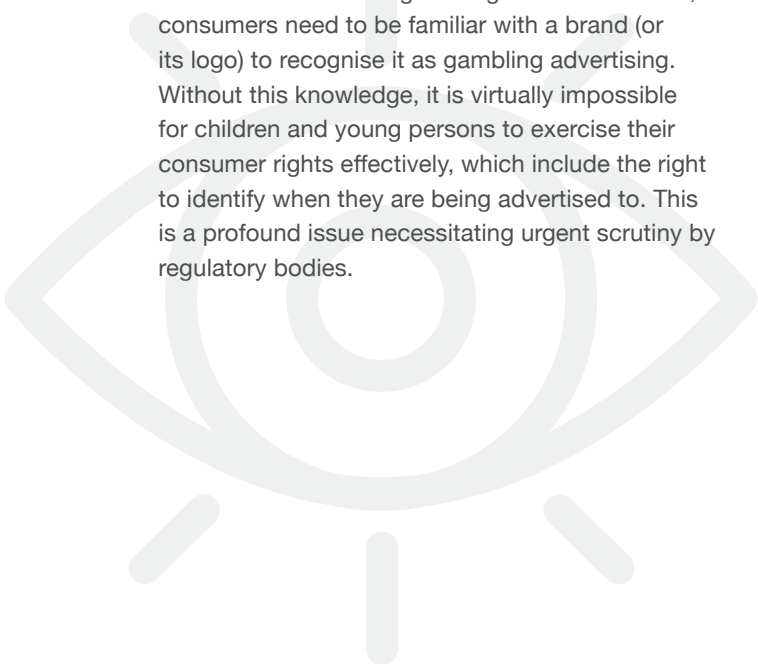 consumers need to be familiar with a brand (or
its logo) to recognise it as gambling advertising.
Without this knowledge, it is virtually impossible
for children and young persons to exercise their
consumer rights effectively, which include the right
to identify when they are being advertised to. This
is a profound issue necessitating urgent scrutiny by
regulatory bodies.